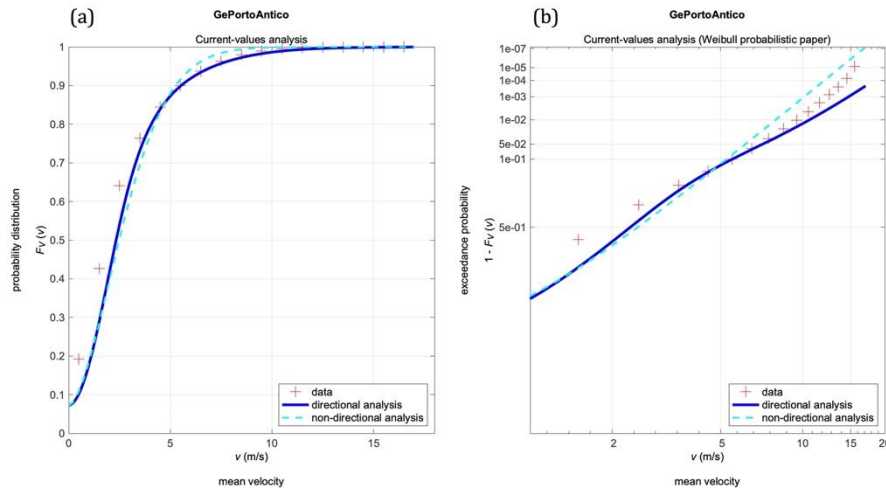 (a)
GePortoAntico
Current-values analysis
probability distribution
Fv (v)
1
0.9
0.8
0.7
0.6
0.5
0.4
0.3
0.2
0.1
0
0 5 10 15
data
directional analysis
non-directional analysis
v (m/s)
mean velocity
(b)
GePortoAntico
Current-values analysis (Weibull probabilistic paper)
exceedance probability
1 - Fv (v)
1e-07
1e-05
1e-04
1e-03
1e-02
5e-02
1e-01
5e-01
2 5 10 15 20
data
directional analysis
non-directional analysis
v (m/s)
mean velocity